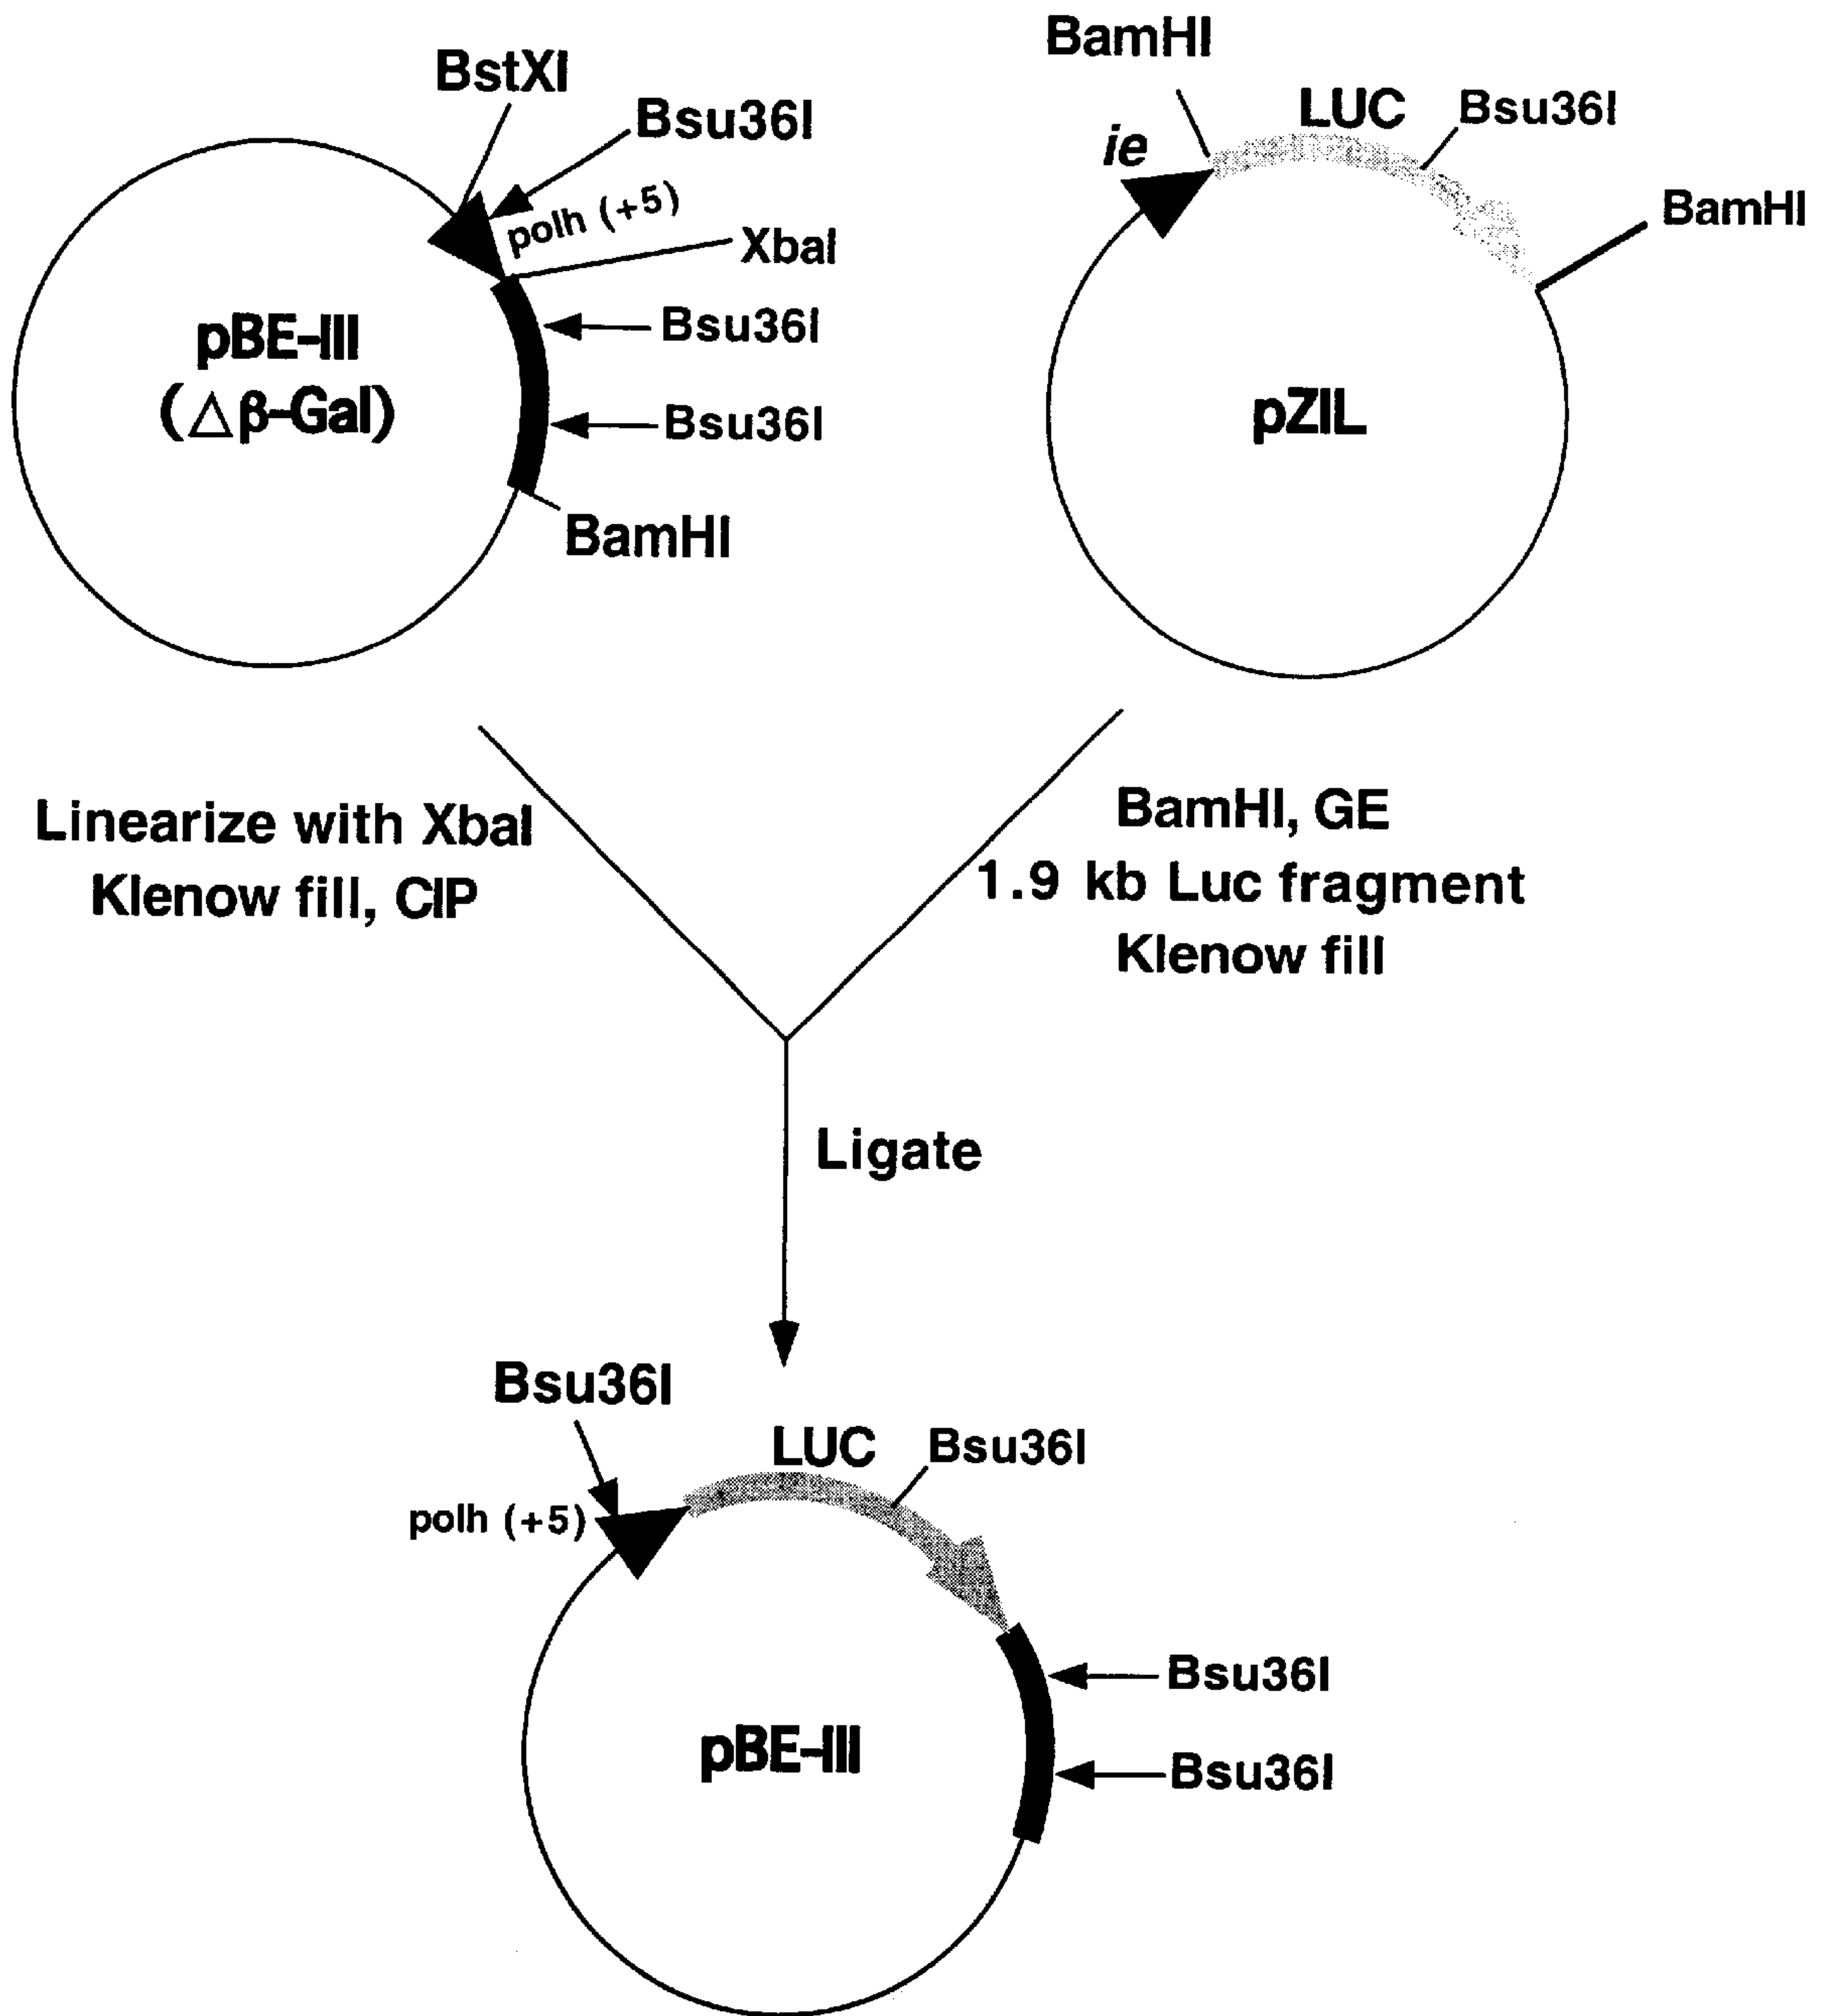 BstXI
Bsu36I
polh (+5)
XbaI
Bsu36I
Bsu36I
BamHI
pBE-III
(△β-Gal)
BamHI
LUC
Bsu36I
ie
BamHI
pZIL
Linearize with XbaI
Klenow fill, CIP
BamHI, GE
1.9 kb Luc fragment
Klenow fill
Ligate
Bsu36I
LUC
Bsu36I
polh (+5)
Bsu36I
Bsu36I
pBE-III